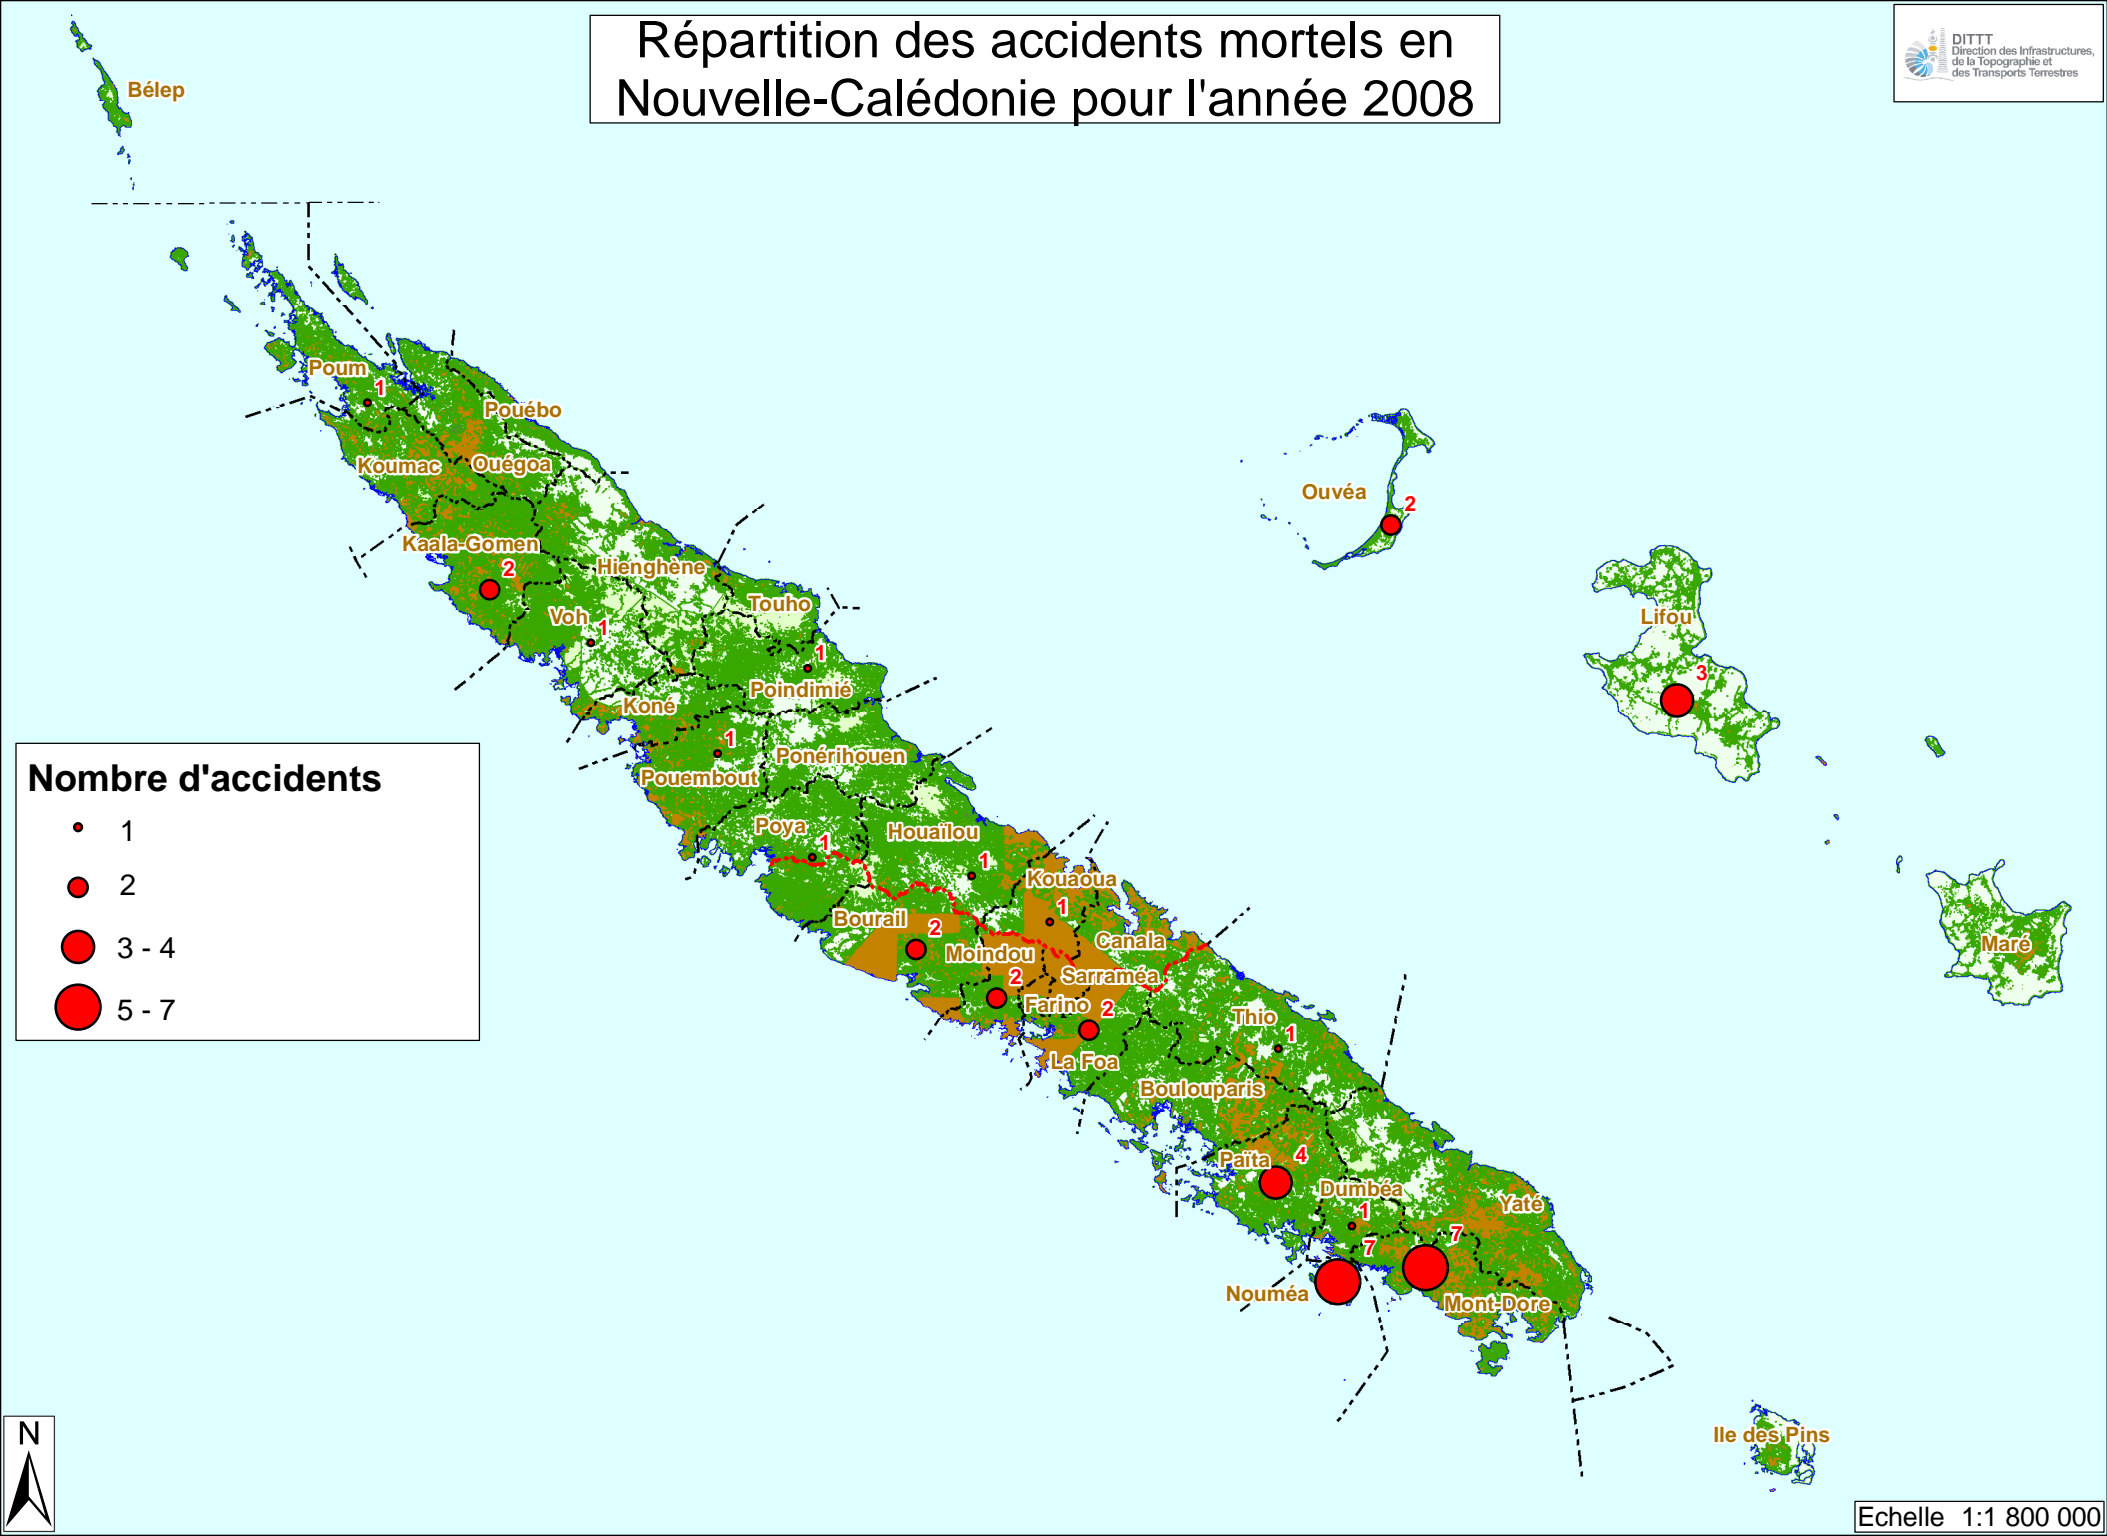 Répartition des accidents mortels en
Nouvelle-Calédonie pour l'année 2008
DITTT
Direction des Infrastructures,
de la Topographie et
des Transports Terrestres
Bélep
Poum
1
Pouébo
Koumac
Ouégoa
Kaala-Gomen
2
Hienghène
Voh
1
Touho
1
Poindimié
Koné
1
Pouembout
Ponérihouen
Poya
1
Houaïlou
1
Kouaoua
1
Bourail
2
Moindou
2
Canala
Sarraméa
Farino
2
La Foa
Thio
1
Boulouparis
Païta
4
Dumbéa
1
Yaté
7
7
Nouméa
Mont-Dore
Ouvéa
2
Lifou
3
Maré
Ile des Pins
Nombre d'accidents
1
2
3 - 4
5 - 7
N
Echelle 1:1 800 000